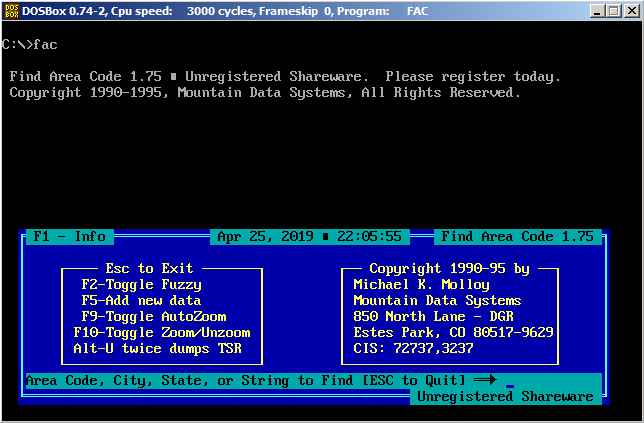 DOSBox 0.74-2, Cpu speed: 3000 cycles, Frameskip 0, Program: FAC
C:\>fac
Find Area Code 1.75 ■ Unregistered Shareware. Please register today.
Copyright 1990-1995, Mountain Data Systems, All Rights Reserved.
F1 - Info Apr 25, 2019 ■ 22:05:55 Find Area Code 1.75
Esc to Exit
F2-Toggle Fuzzy
F5-Add new data
F9-Toggle AutoZoom
F10-Toggle Zoom/Unzoom
Alt-U twice dumps TSR
Copyright 1990-95 by
Michael K. Molloy
Mountain Data Systems
850 North Lane - DGR
Estes Park, CO 80517-9629
CIS: 72737,3237
Area Code, City, State, or String to Find [ESC to Quit] ══► _
Unregistered Shareware